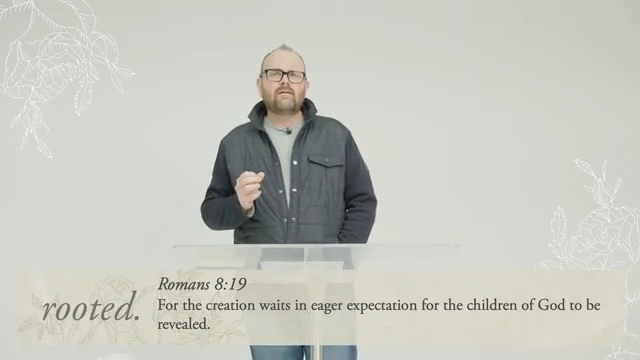 Romans 8:19
rooted.
For the creation waits in eager expectation for the children of God to be
revealed.